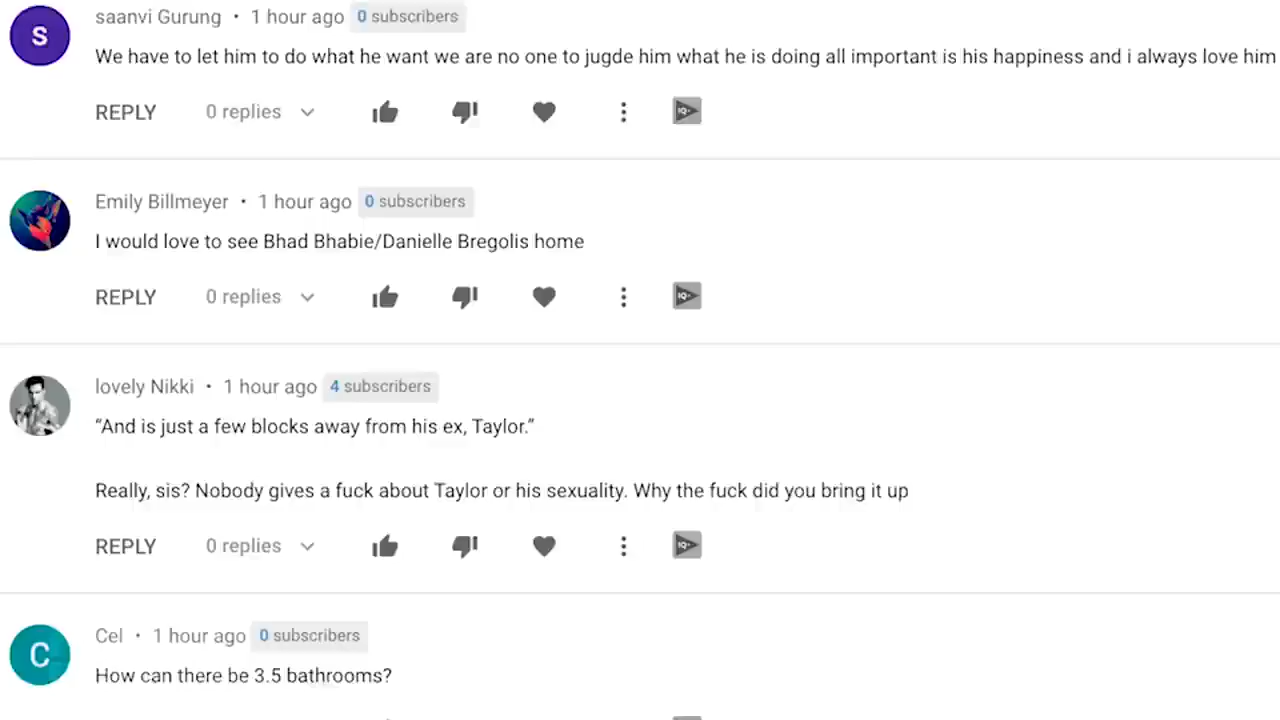 S
saanvi Gurung • 1 hour ago 0 subscribers
We have to let him to do what he want we are no one to jugde him what he is doing all important is his happiness and i always love him
REPLY 0 replies
Emily Billmeyer • 1 hour ago 0 subscribers
I would love to see Bhad Bhabie/Danielle Bregolis home
REPLY 0 replies
lovely Nikki • 1 hour ago 4 subscribers
“And is just a few blocks away from his ex, Taylor.”
Really, sis? Nobody gives a fuck about Taylor or his sexuality. Why the fuck did you bring it up
REPLY 0 replies
C
Cel • 1 hour ago 0 subscribers
How can there be 3.5 bathrooms?